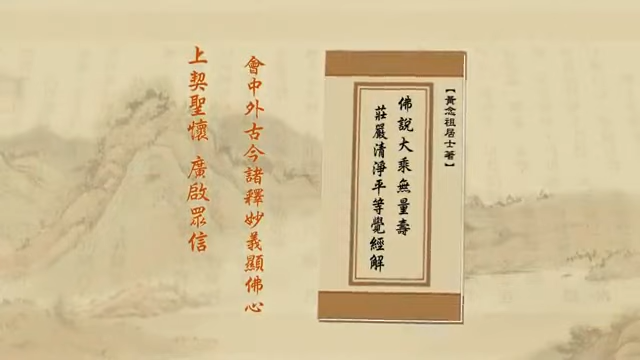 【黃念祖居士著】
佛說大乘無量壽
莊嚴清淨平等覺經解
會中外古今諸釋妙義顯佛心
上契聖懷 廣啟眾信